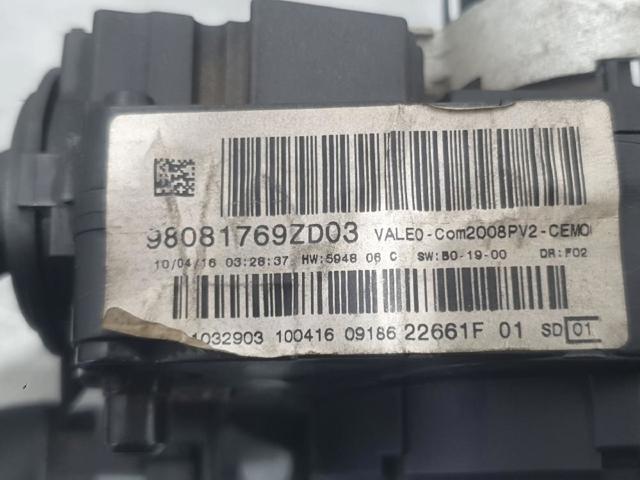 98081769ZD03 VALEO-Com2008PV2-CEMO
10/04/16 03:28:37 HW:5948 06 C SW:B0-19-00 DR:F02
1032903 100416 09186 22661F 01 SD 01